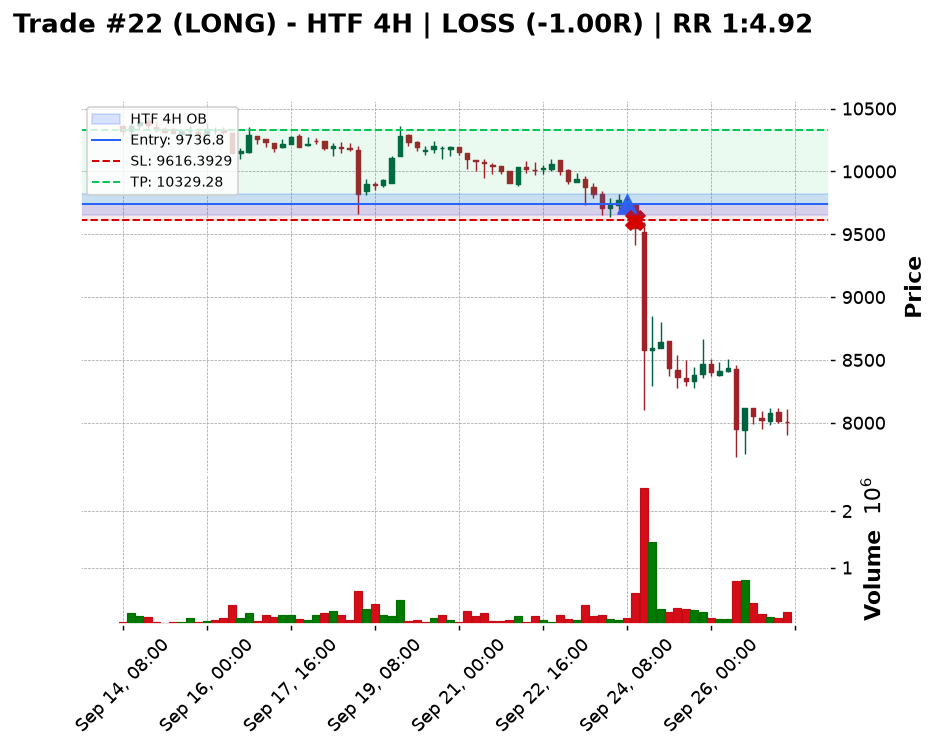 Trade #22 (LONG) - HTF 4H | LOSS (-1.00R) | RR 1:4.92
HTF 4H OB
Entry: 9736.8
SL: 9616.3929
TP: 10329.28
10500
10000
9500
9000
8500
8000
Price
2
1
Volume 10^6
Sep 14, 08:00
Sep 16, 00:00
Sep 17, 16:00
Sep 19, 08:00
Sep 21, 00:00
Sep 22, 16:00
Sep 24, 08:00
Sep 26, 00:00